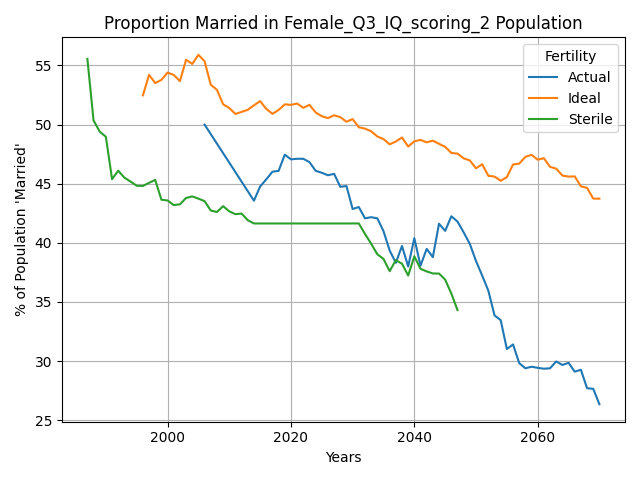 Proportion Married in Female_Q3_IQ_scoring_2 Population
Fertility
Actual
Ideal
Sterile
% of Population 'Married'
55
50
45
40
35
30
25
2000
2020
2040
2060
Years